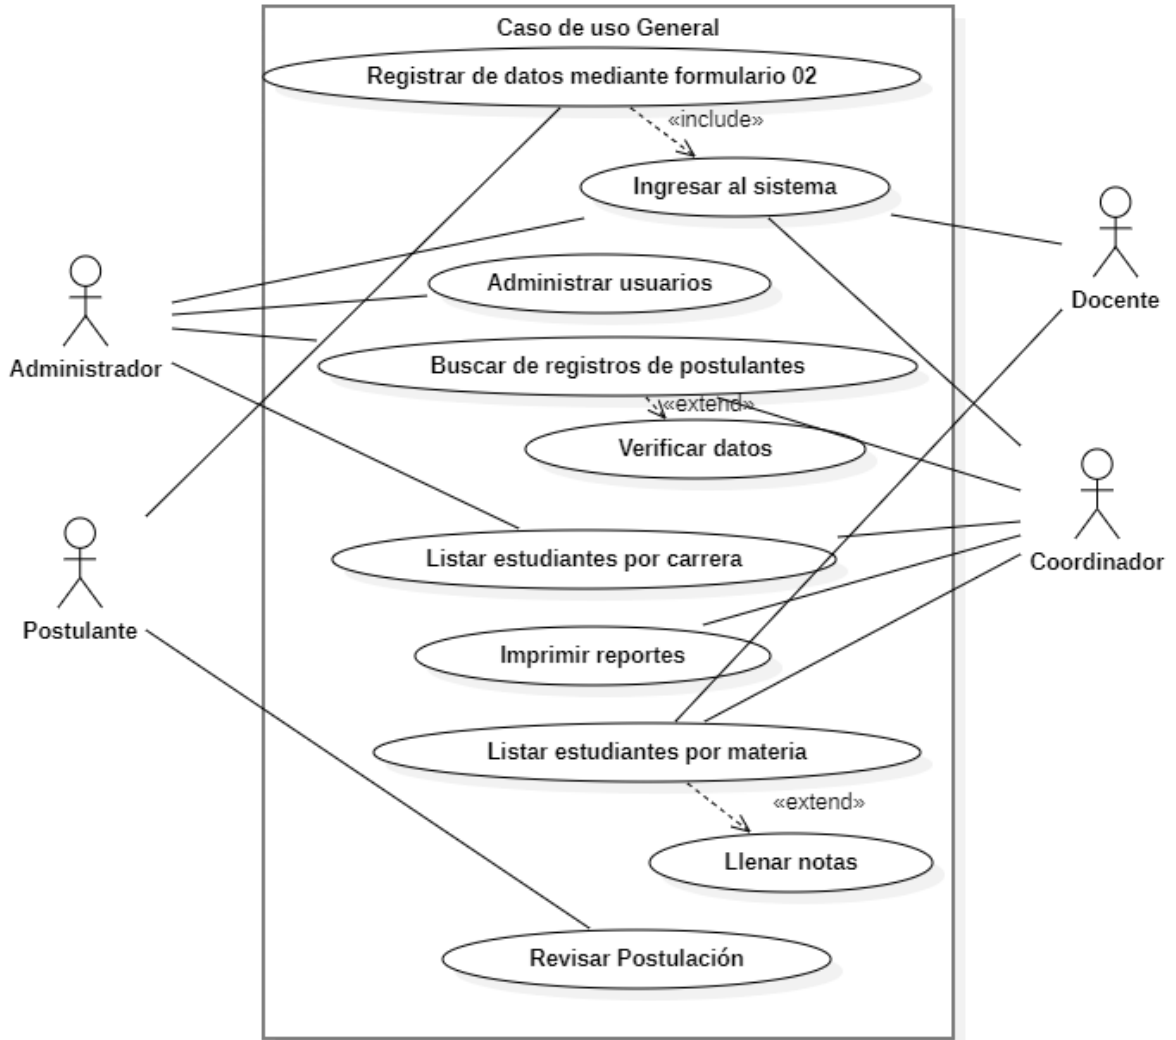 Caso de uso General
Registrar de datos mediante formulario 02
«include»
Ingresar al sistema
Docente
Administrar usuarios
Administrador
Buscar de registros de postulantes
«extend»
Verificar datos
Listar estudiantes por carrera
Coordinador
Postulante
Imprimir reportes
Listar estudiantes por materia
«extend»
Llenar notas
Revisar Postulación